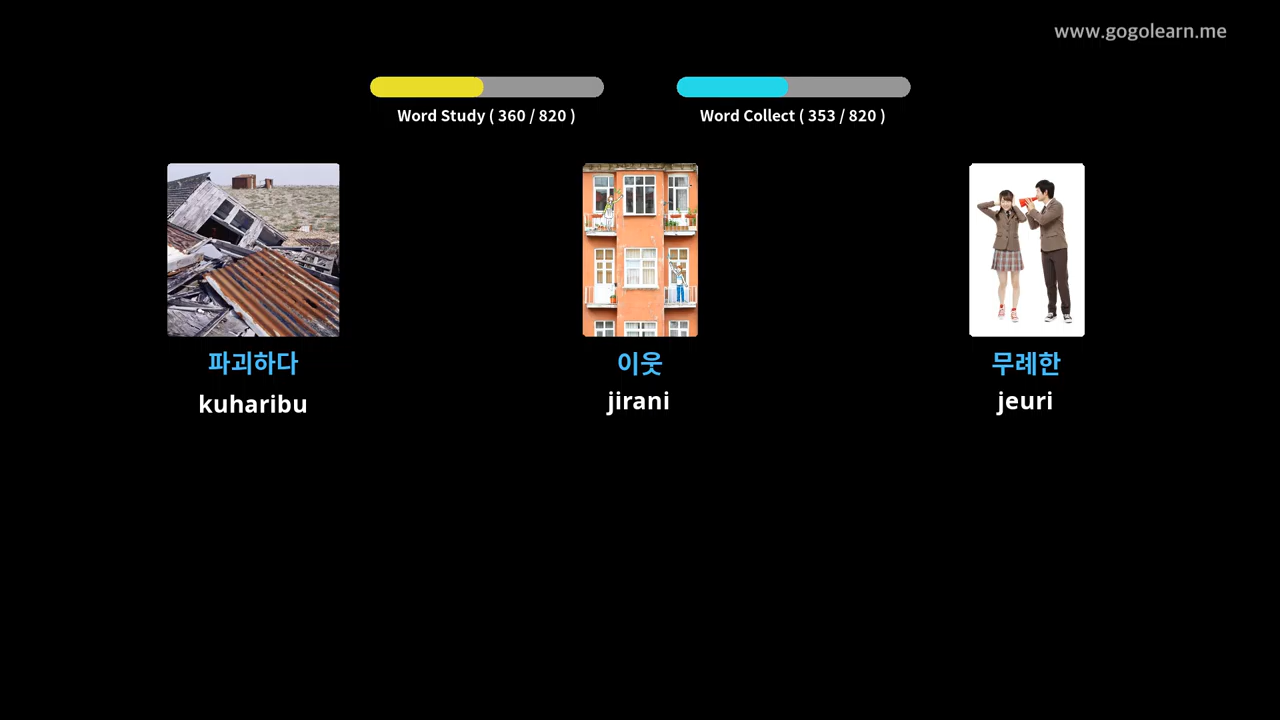 www.gogolearn.me
Word Study ( 360 / 820 )
Word Collect ( 353 / 820 )
파괴하다
이웃
무례한
kuharibu
jirani
jeuri